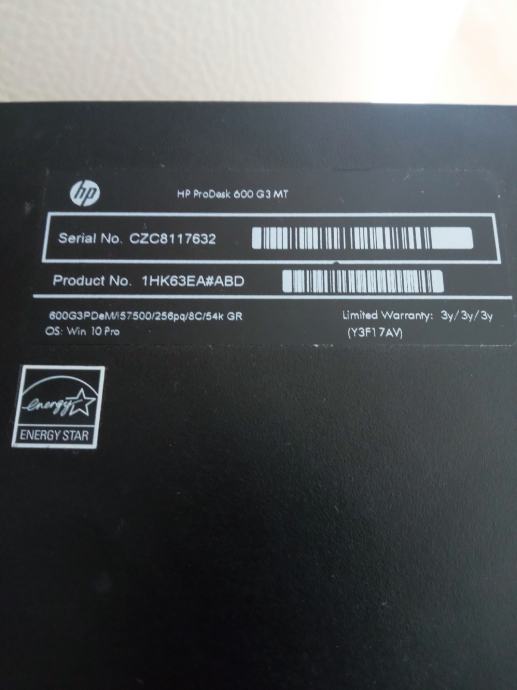 hp
HP ProDesk 600 G3 MT
Serial No. CZC8117632
Product No. 1HK63EA#ABD
600G3PDeM/i57500/256pq/8C/54k GR
Limited Warranty: 3y/3y/3y
OS: Win 10 Pro
(Y3F17AV)
energy
ENERGY STAR